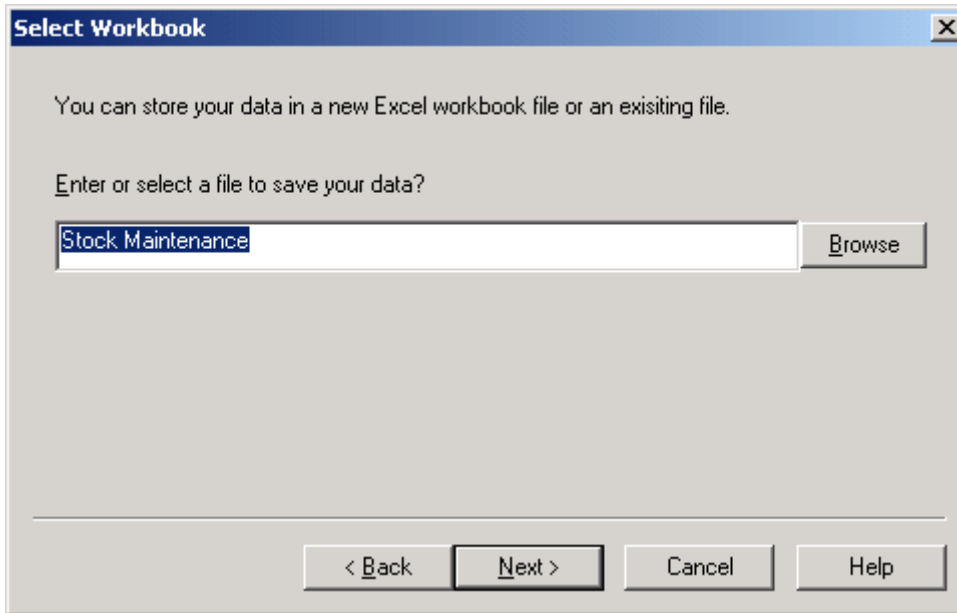 Select Workbook
You can store your data in a new Excel workbook file or an exisiting file.
Enter or select a file to save your data?
Stock Maintenance
Browse
< Back Next > Cancel Help